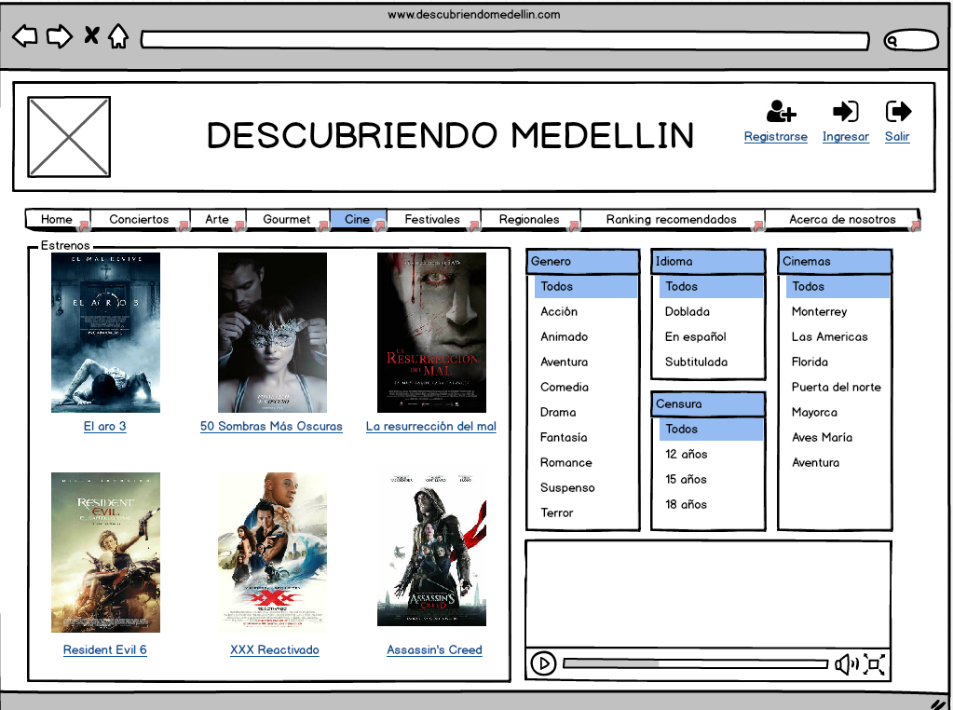 www.descubriendomedellin.com
DESCUBRIENDO MEDELLIN
Registrarse Ingresar Salir
Home Conciertos Arte Gourmet Cine Festivales Regionales Ranking recomendados Acerca de nosotros
Estrenos
EL MAL REVIVE
EL ARO 3
LA
RESURRECCIÓN
DEL MAL
El aro 3 50 Sombras Más Oscuras La resurrección del mal
RESIDENT
EVIL
XXX
REACTIVADO
ASSASSIN'S
CREED
Resident Evil 6 XXX Reactivado Assassin's Creed
Genero
Todos
Acción
Animado
Aventura
Comedia
Drama
Fantasía
Romance
Suspenso
Terror
Idioma
Todos
Doblada
En español
Subtitulada
Censura
Todos
12 años
15 años
18 años
Cinemas
Todos
Monterrey
Las Americas
Florida
Puerta del norte
Mayorca
Aves María
Aventura